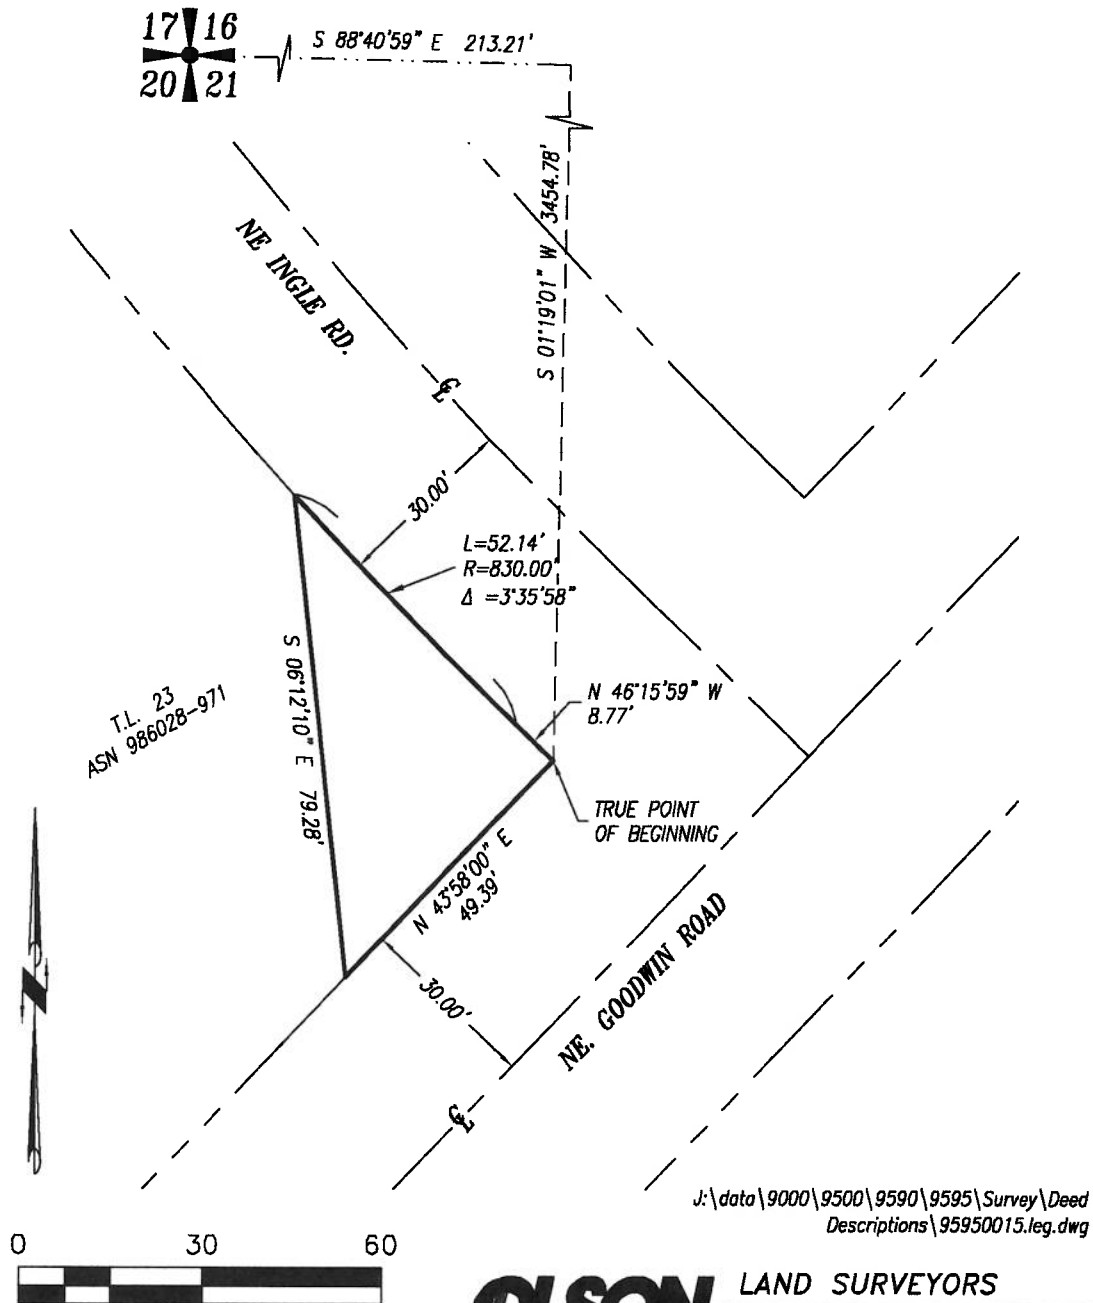 17 16
20 21
S 88°40'59" E 213.21'
S 01°19'01" W 3454.78'
NE INGLE RD.
℄
30.00'
L=52.14'
R=830.00'
Δ =3°35'58"
S 06°12'10" E 79.28'
T.L. 23
ASN 986028-971
N 46°15'59" W
8.77'
TRUE POINT
OF BEGINNING
N 43°58'00" E
49.39'
30.00'
NE. GOODWIN ROAD
℄
J:\data\9000\9500\9590\9595\Survey\Deed
Descriptions\95950015.leg.dwg
0 30 60
OLSON LAND SURVEYORS